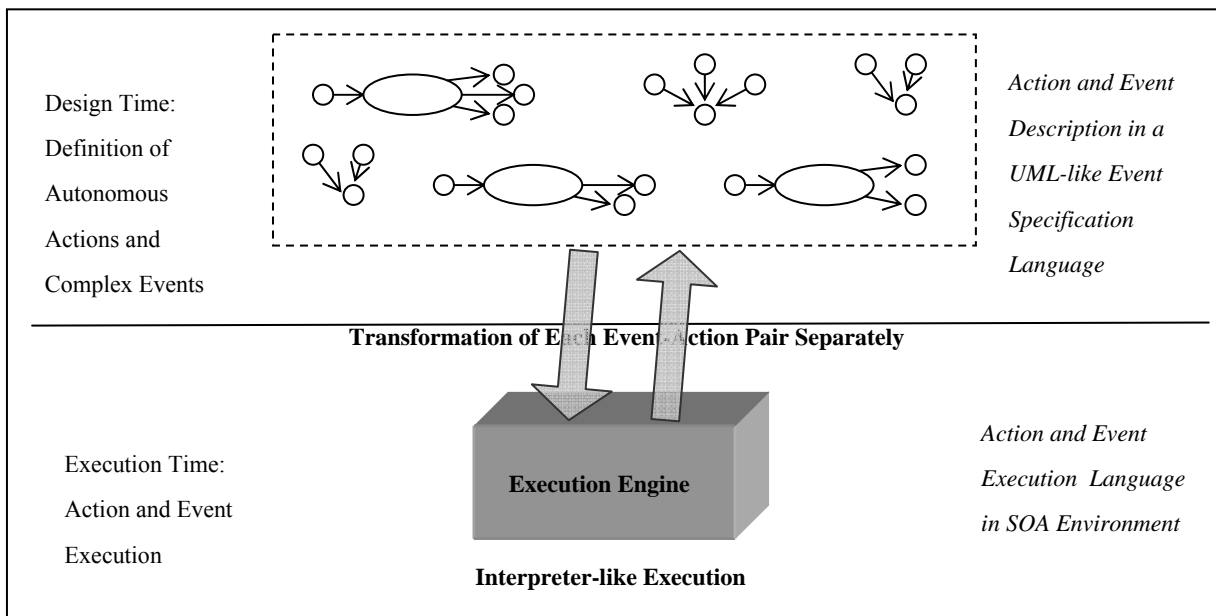 Design Time:
Definition of
Autonomous
Actions and
Complex Events
Action and Event
Description in a
UML-like Event
Specification
Language
Transformation of Each Event-Action Pair Separately
Execution Time:
Action and Event
Execution
Execution Engine
Interpreter-like Execution
Action and Event
Execution Language
in SOA Environment